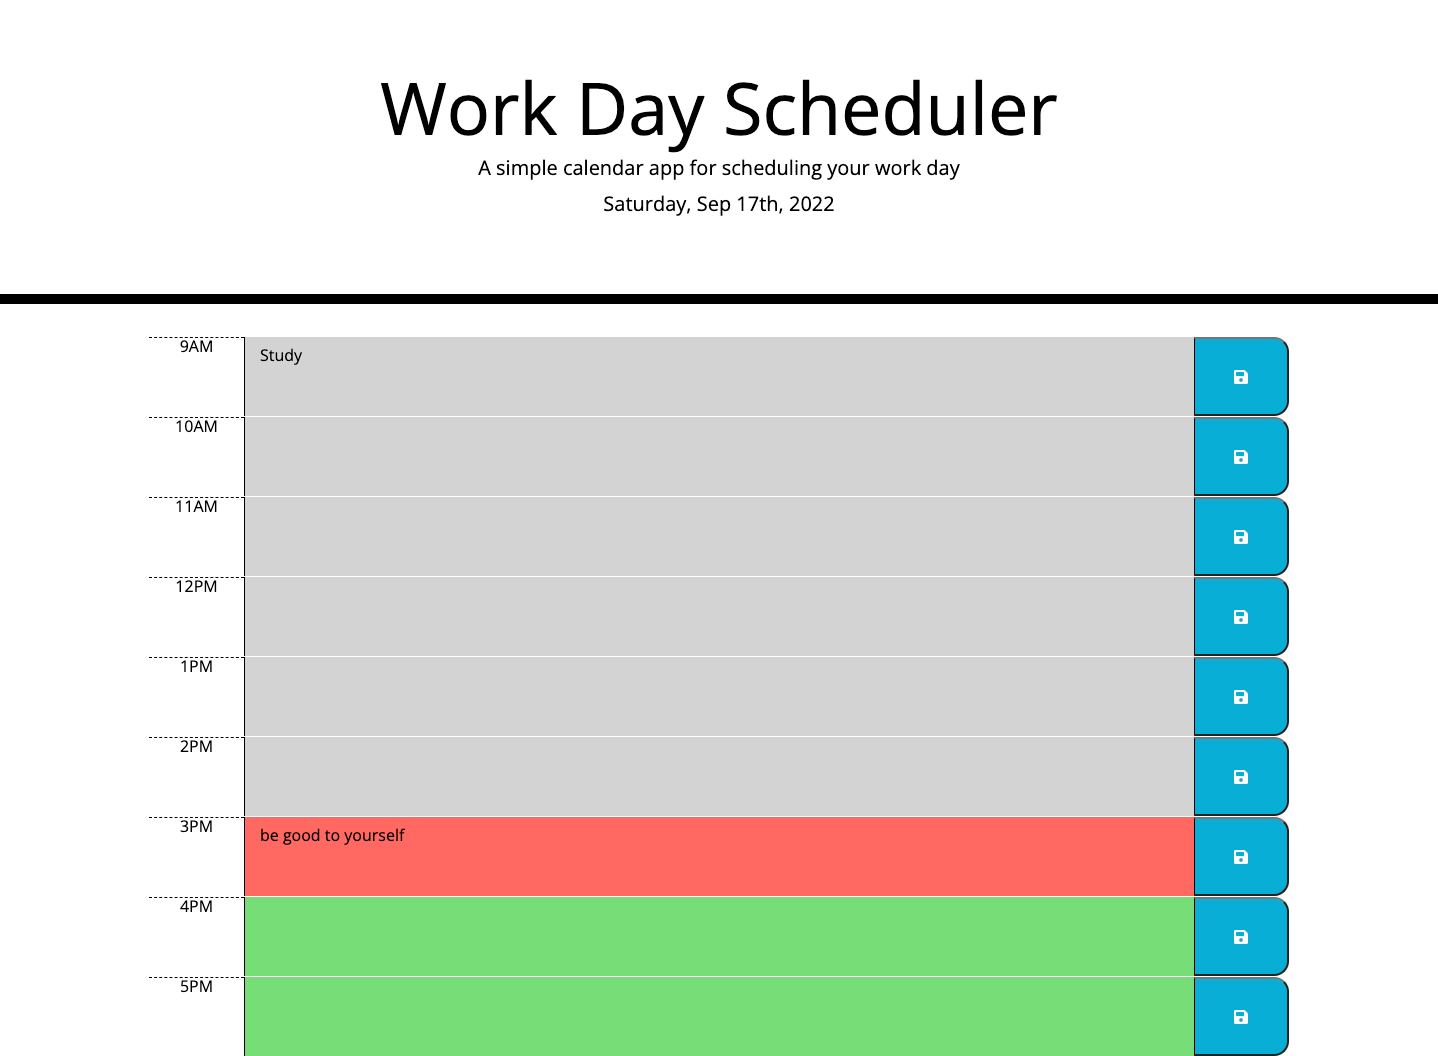 Work Day Scheduler
A simple calendar app for scheduling your work day
Saturday, Sep 17th, 2022
9AM
Study
10AM
11AM
12PM
1PM
2PM
3PM
be good to yourself
4PM
5PM